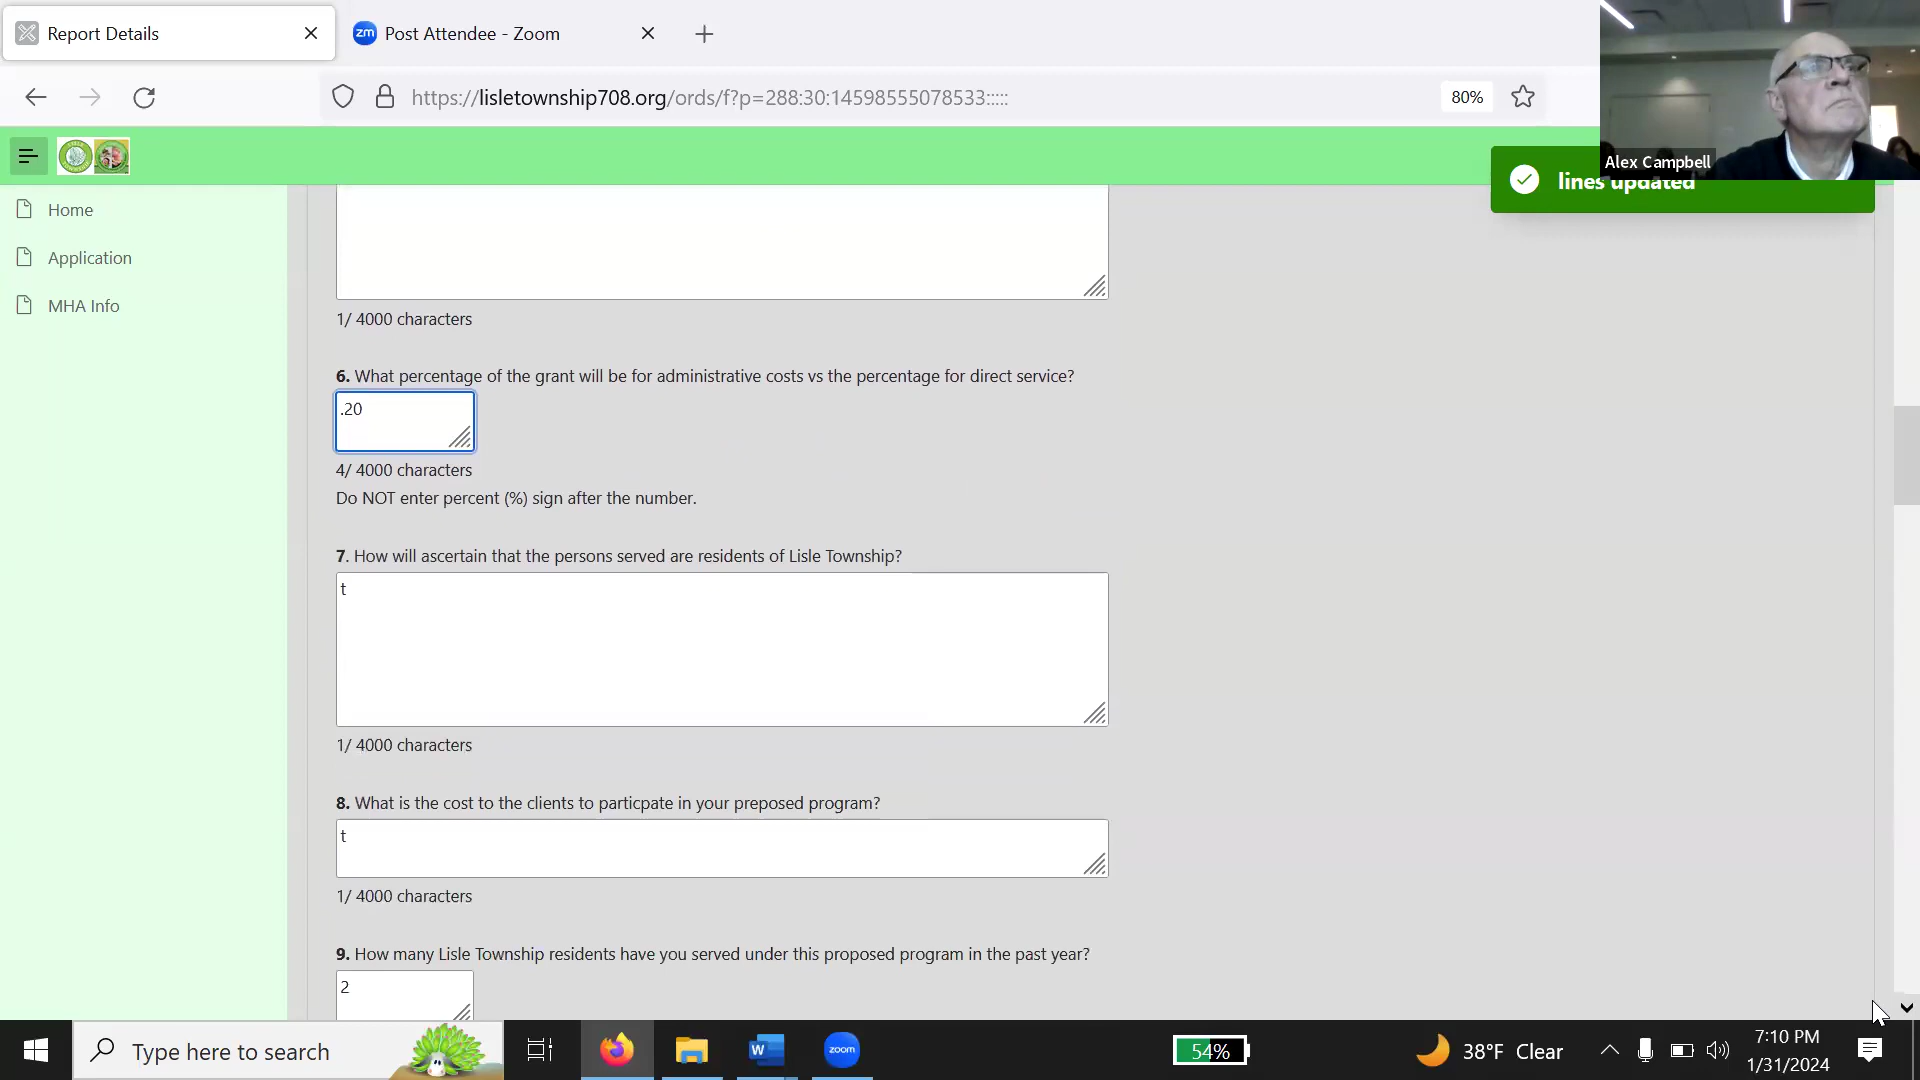 Report Details
Post Attendee - Zoom
https://lisletownship708.org/ords/f?p=288:30:14598555078533:::::
80%
Alex Campbell
lines updated
Home
Application
MHA Info
1/ 4000 characters
6. What percentage of the grant will be for administrative costs vs the percentage for direct service?
.20
4/ 4000 characters
Do NOT enter percent (%) sign after the number.
7. How will ascertain that the persons served are residents of Lisle Township?
t
1/ 4000 characters
8. What is the cost to the clients to particpate in your preposed program?
t
1/ 4000 characters
9. How many Lisle Township residents have you served under this proposed program in the past year?
2
Type here to search
zoom
54%
38°F Clear
7:10 PM
1/31/2024